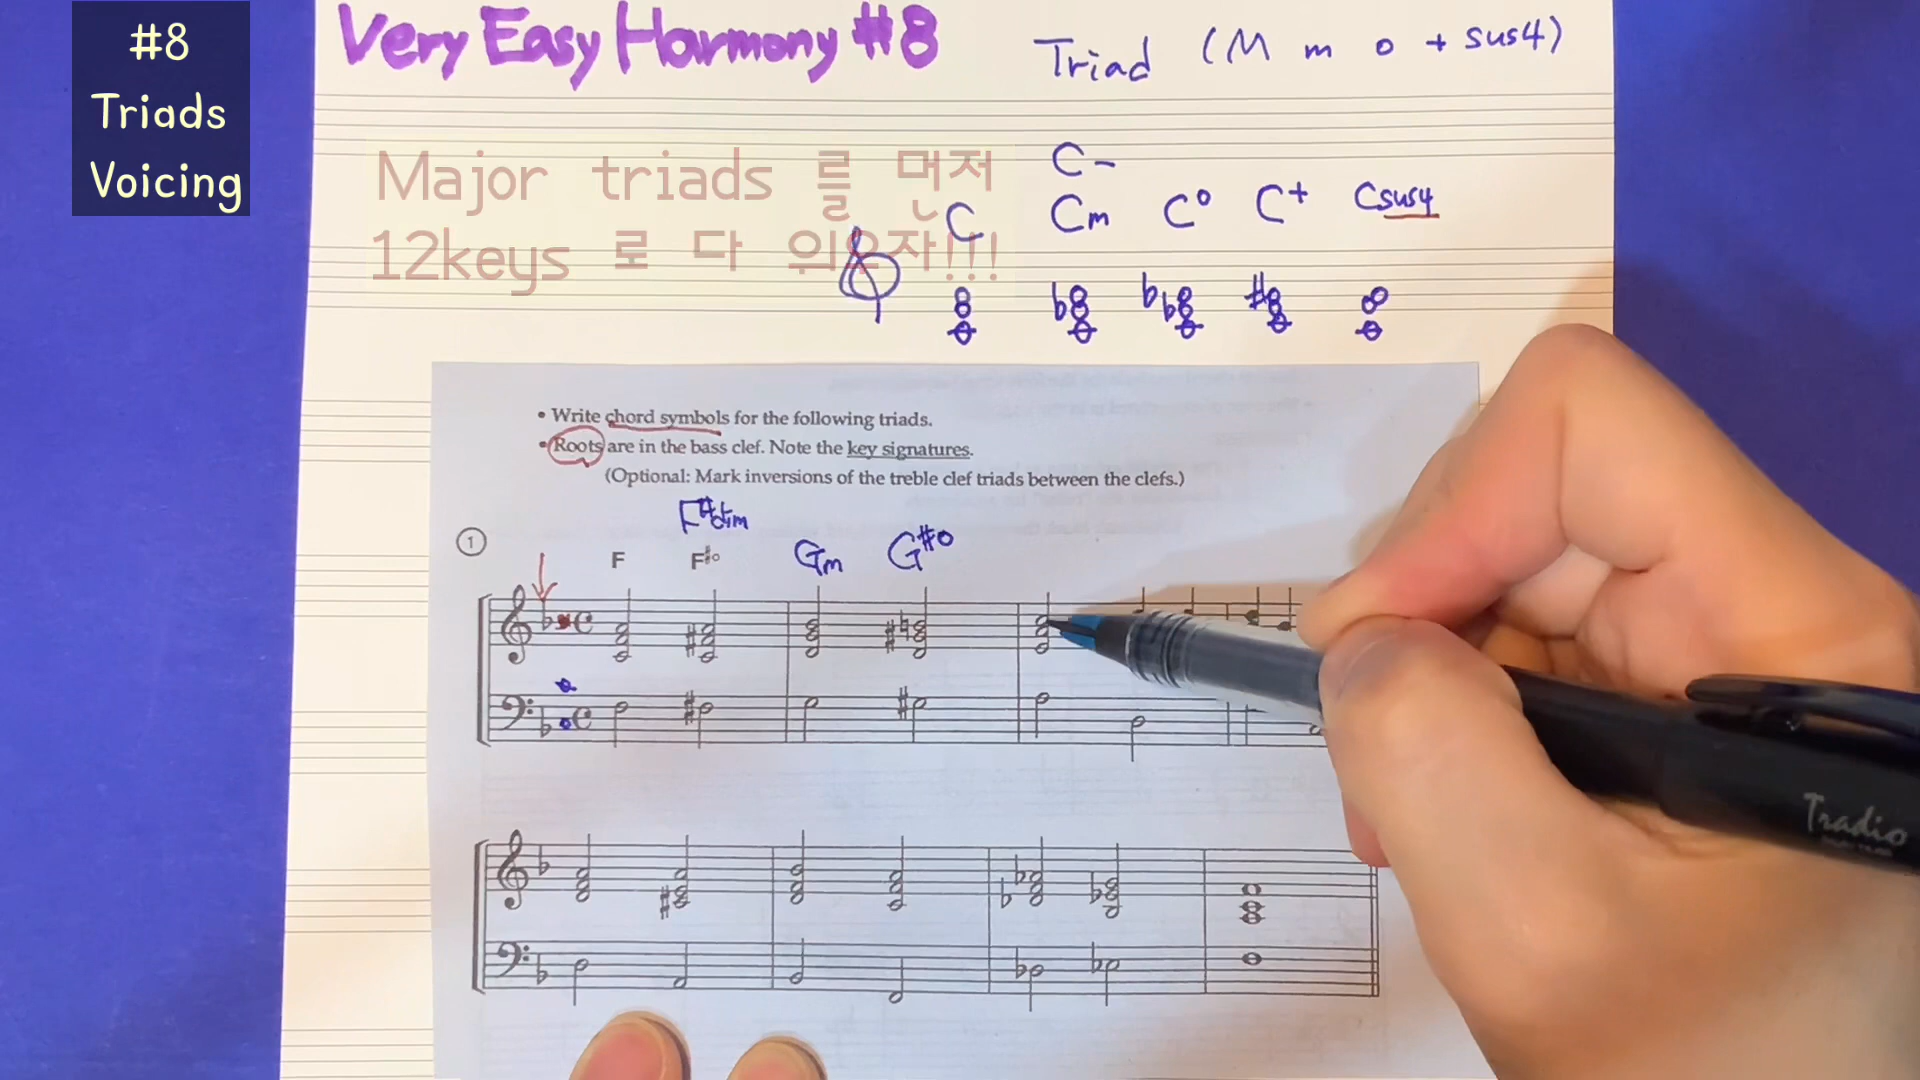 #8
Triads
Voicing
Very Easy Harmony #8
Triad (M m o + sus4)
Major triads 를 먼저
12keys 로 다 외우자!!!
C-
C Cm C° C+ Csus4
• Write chord symbols for the following triads.
• Roots are in the bass clef. Note the key signatures.
(Optional: Mark inversions of the treble clef triads between the clefs.)
F#dim
1 F F#° Gm G#°
Tradio